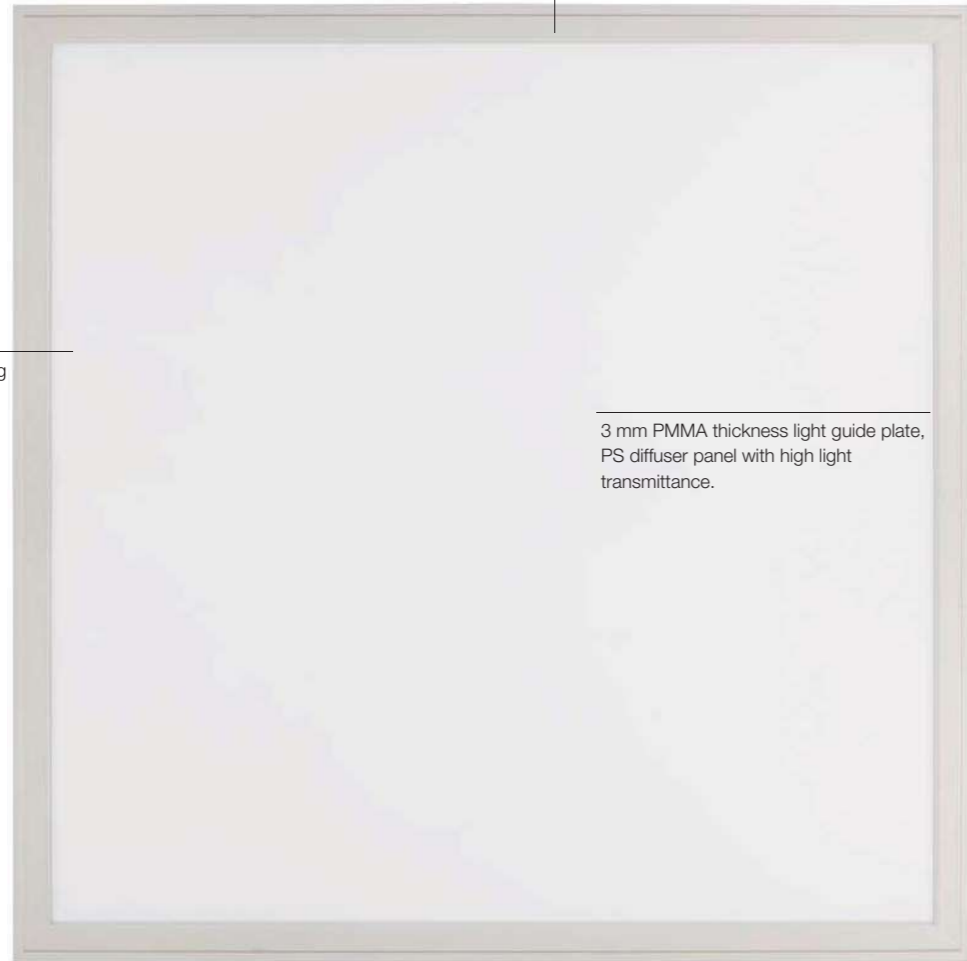 3 mm PMMA thickness light guide plate,
PS diffuser panel with high light
transmittance.